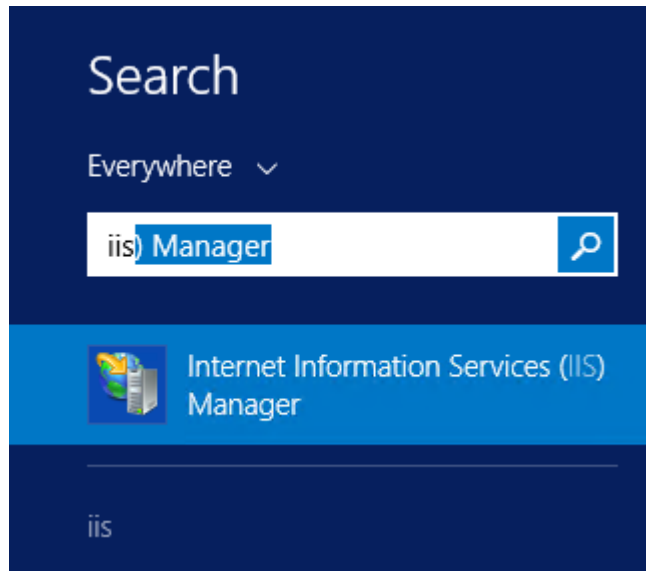 Search
Everywhere
iis) Manager
Internet Information Services (IIS)
Manager
iis